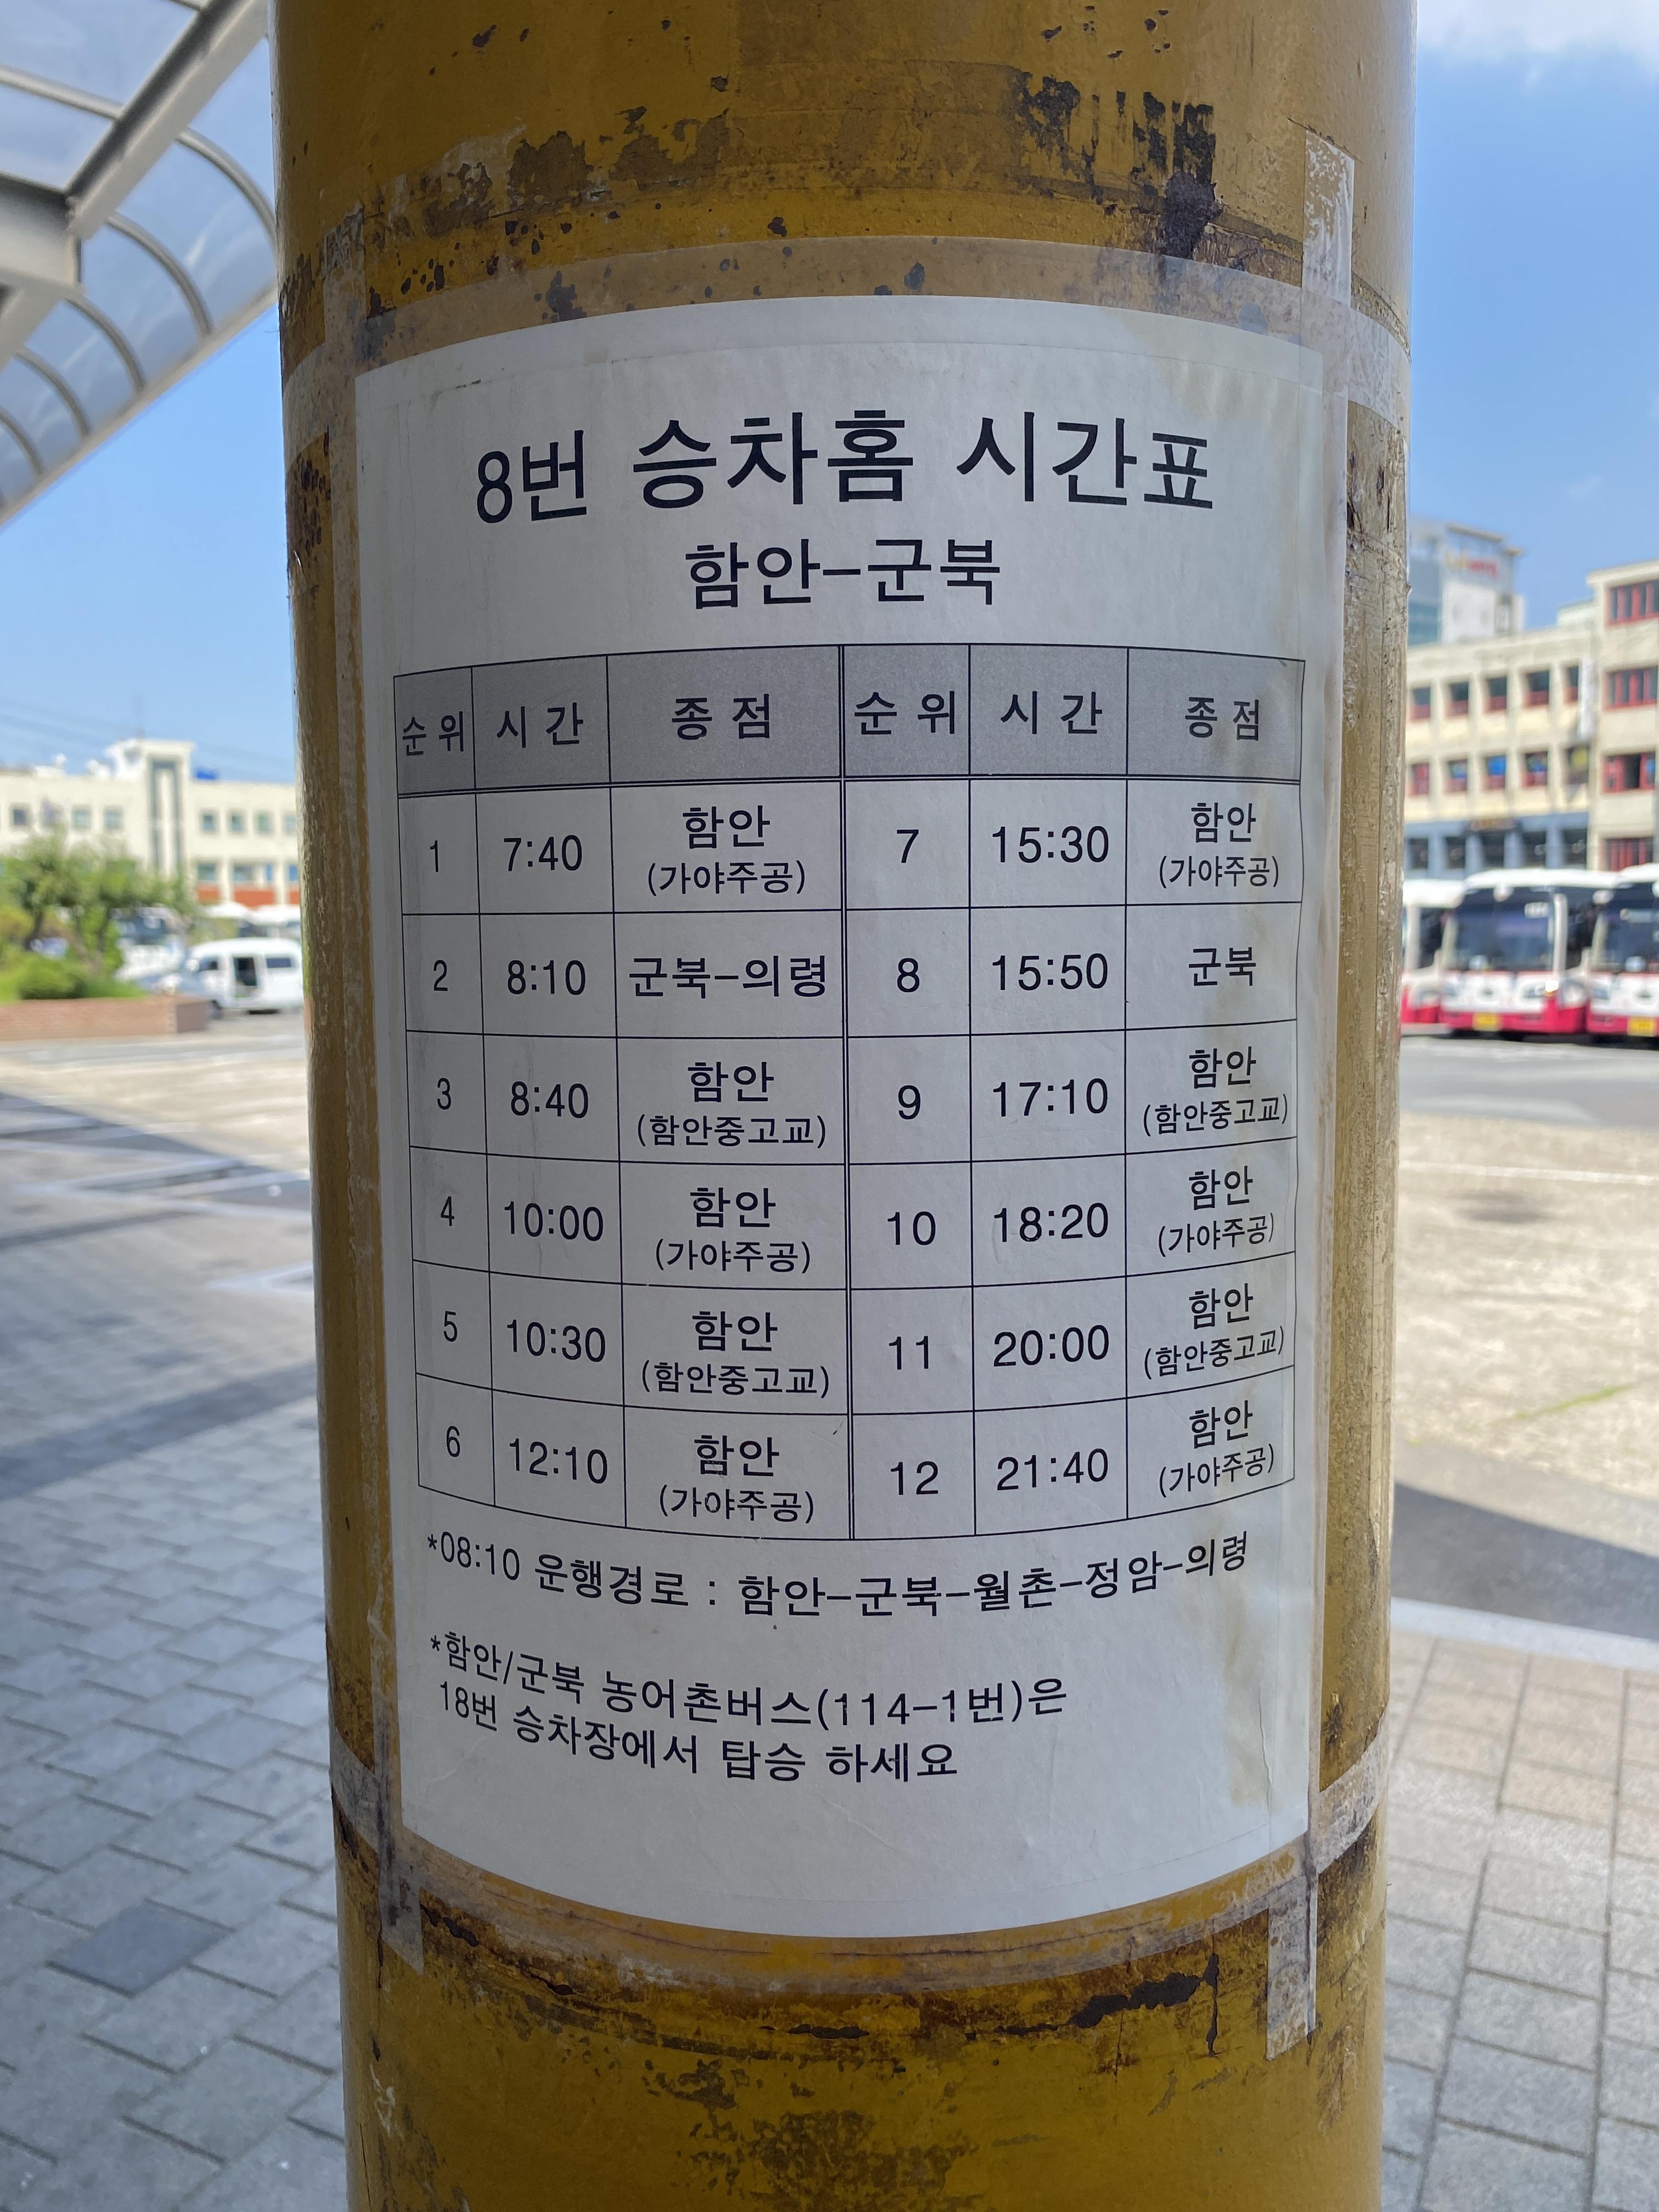 8번 승차홈 시간표
함안-군북
순 위 시 간 종 점 순 위 시 간 종 점
1 7:40 함안 (가야주공) 7 15:30 함안 (가야주공)
2 8:10 군북-의령 8 15:50 군북
3 8:40 함안 (함안중고교) 9 17:10 함안 (함안중고교)
4 10:00 함안 (가야주공) 10 18:20 함안 (가야주공)
5 10:30 함안 (함안중고교) 11 20:00 함안 (함안중고교)
6 12:10 함안 (가야주공) 12 21:40 함안 (가야주공)
*08:10 운행경로 : 함안-군북-월촌-정암-의령
*함안/군북 농어촌버스(114-1번)은
18번 승차장에서 탑승 하세요